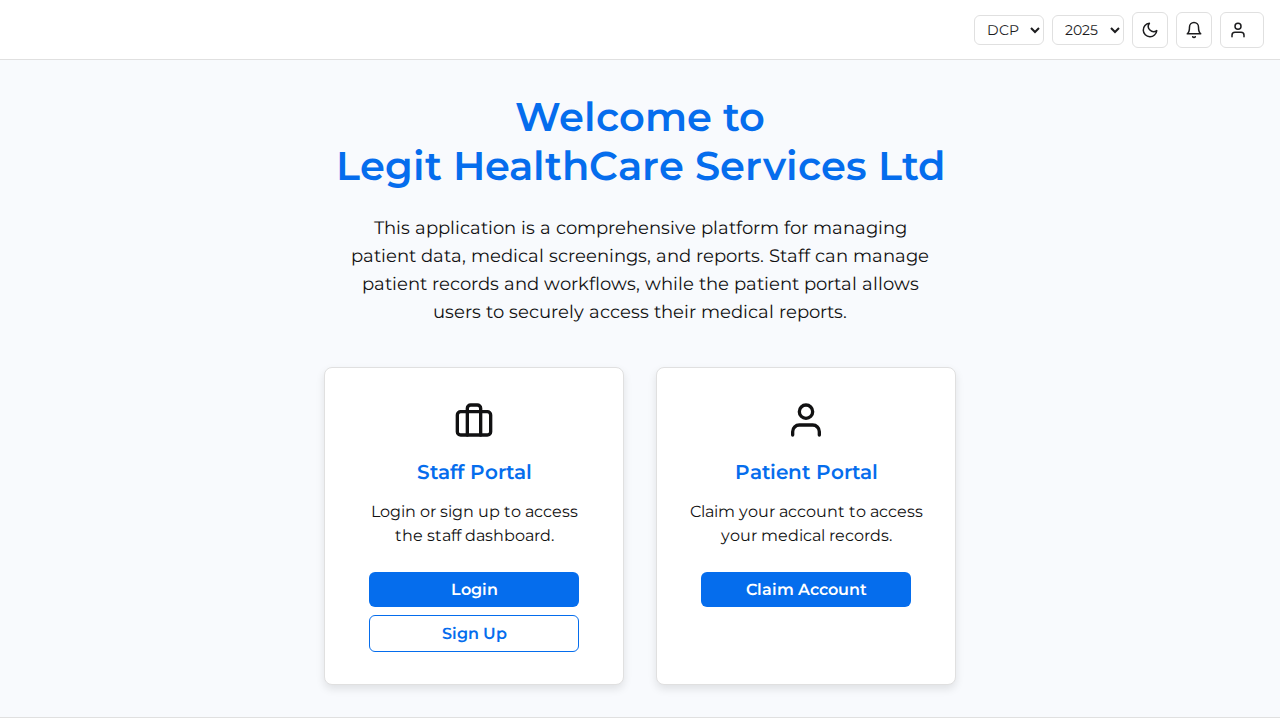 DCP
2025
Welcome to
Legit HealthCare Services Ltd
This application is a comprehensive platform for managing
patient data, medical screenings, and reports. Staff can manage
patient records and workflows, while the patient portal allows
users to securely access their medical reports.
Staff Portal
Login or sign up to access
the staff dashboard.
Login
Sign Up
Patient Portal
Claim your account to access
your medical records.
Claim Account